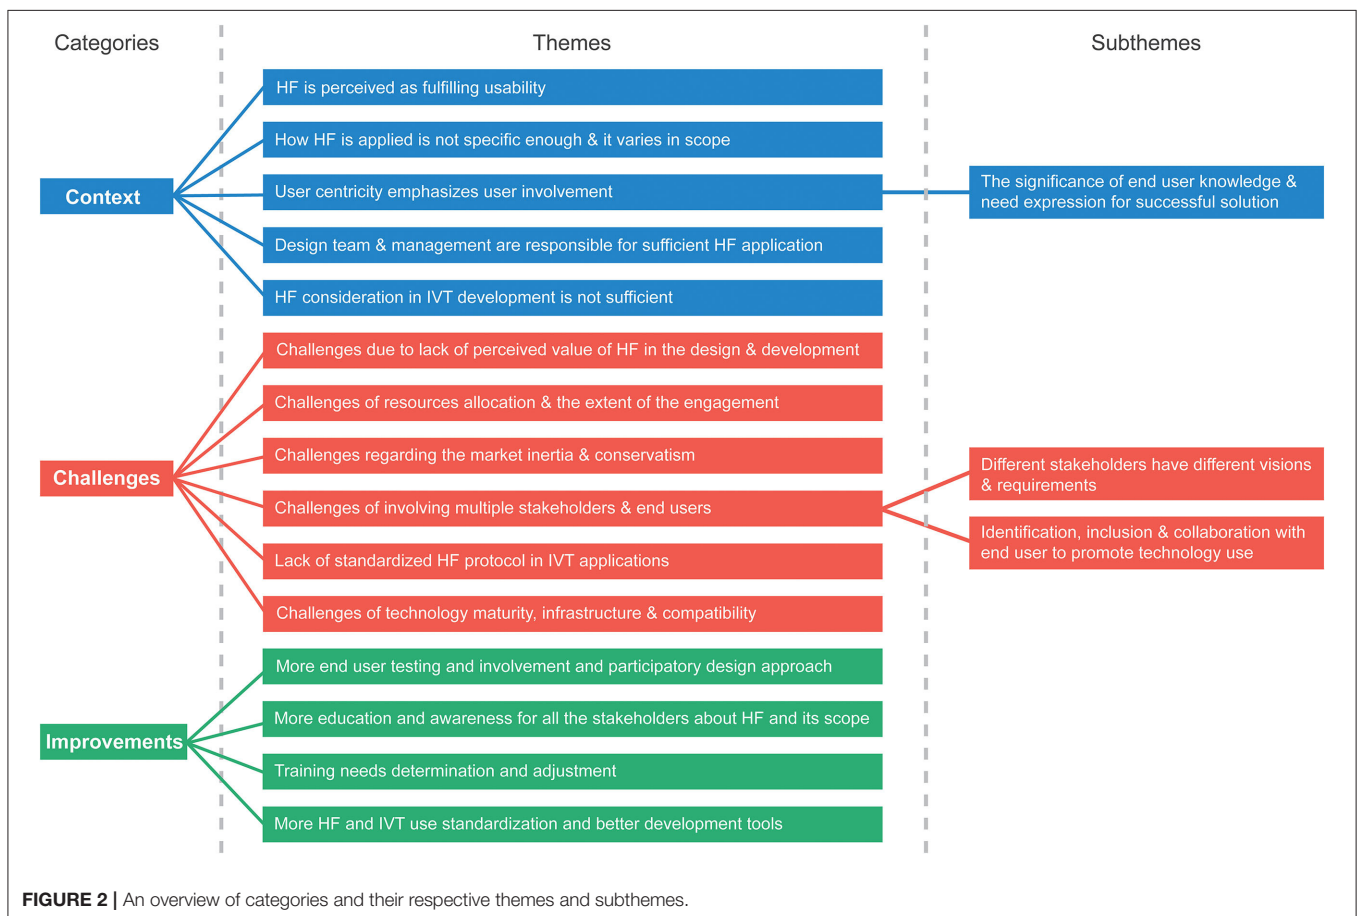 Categories
Themes
Subthemes
Context
HF is perceived as fulfilling usability
How HF is applied is not specific enough & it varies in scope
User centricity emphasizes user involvement
The significance of end user knowledge &
need expression for successful solution
Design team & management are responsible for sufficient HF application
HF consideration in IVT development is not sufficient
Challenges
Challenges due to lack of perceived value of HF in the design & development
Challenges of resources allocation & the extent of the engagement
Challenges regarding the market inertia & conservatism
Challenges of involving multiple stakeholders & end users
Different stakeholders have different visions
& requirements
Identification, inclusion & collaboration with
end user to promote technology use
Lack of standardized HF protocol in IVT applications
Challenges of technology maturity, infrastructure & compatibility
Improvements
More end user testing and involvement and participatory design approach
More education and awareness for all the stakeholders about HF and its scope
Training needs determination and adjustment
More HF and IVT use standardization and better development tools
FIGURE 2 | An overview of categories and their respective themes and subthemes.